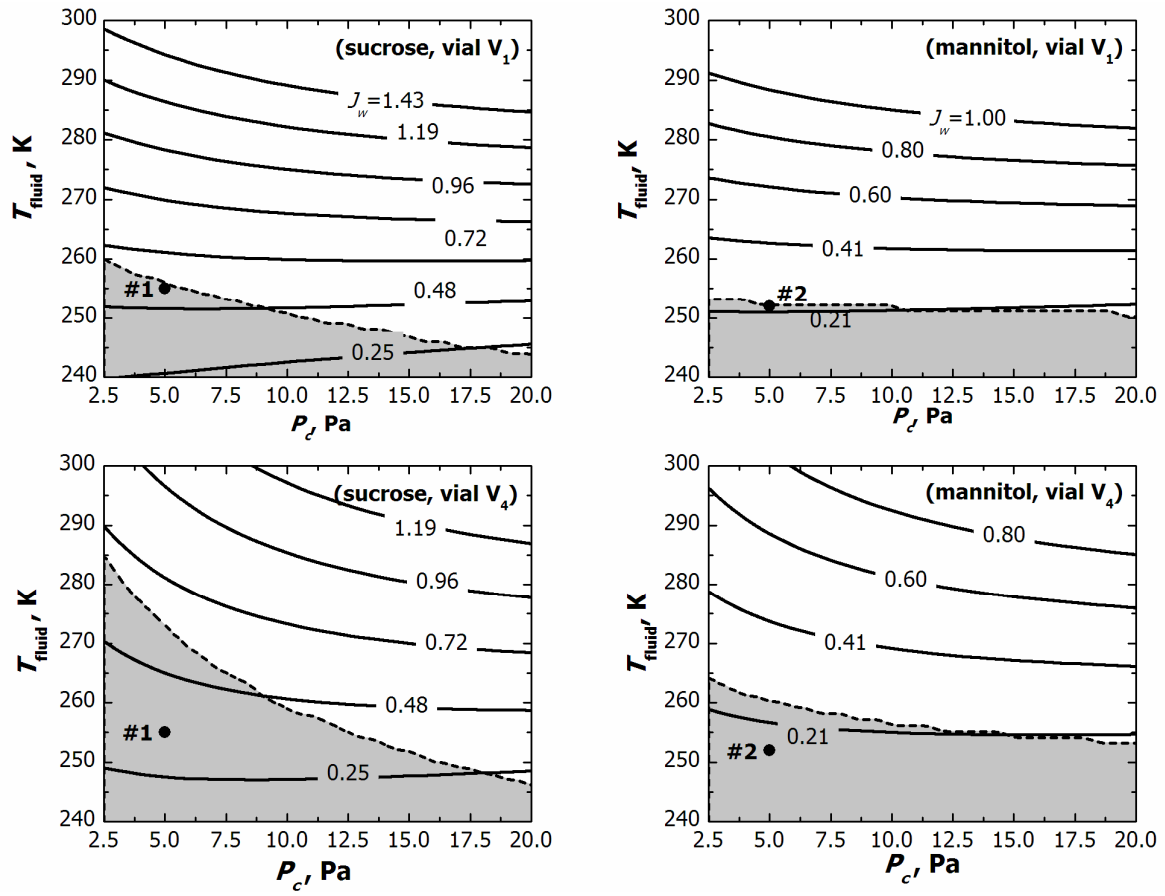 300
(sucrose, vial V1)
290
J_w=1.43
T_fluid, K
280
1.19
0.96
270
0.72
260
#1
0.48
250
0.25
240
2.5 5.0 7.5 10.0 12.5 15.0 17.5 20.0
P_c, Pa
300
(mannitol, vial V1)
290
J_w=1.00
T_fluid, K
280
0.80
270
0.60
260
0.41
#2
250
0.21
240
2.5 5.0 7.5 10.0 12.5 15.0 17.5 20.0
P_c, Pa
300
(sucrose, vial V4)
290
1.19
T_fluid, K
280
0.96
270
0.72
260
0.48
#1
250
0.25
240
2.5 5.0 7.5 10.0 12.5 15.0 17.5 20.0
P_c, Pa
300
(mannitol, vial V4)
290
0.80
T_fluid, K
280
0.60
270
0.41
260
0.21
#2
250
240
2.5 5.0 7.5 10.0 12.5 15.0 17.5 20.0
P_c, Pa